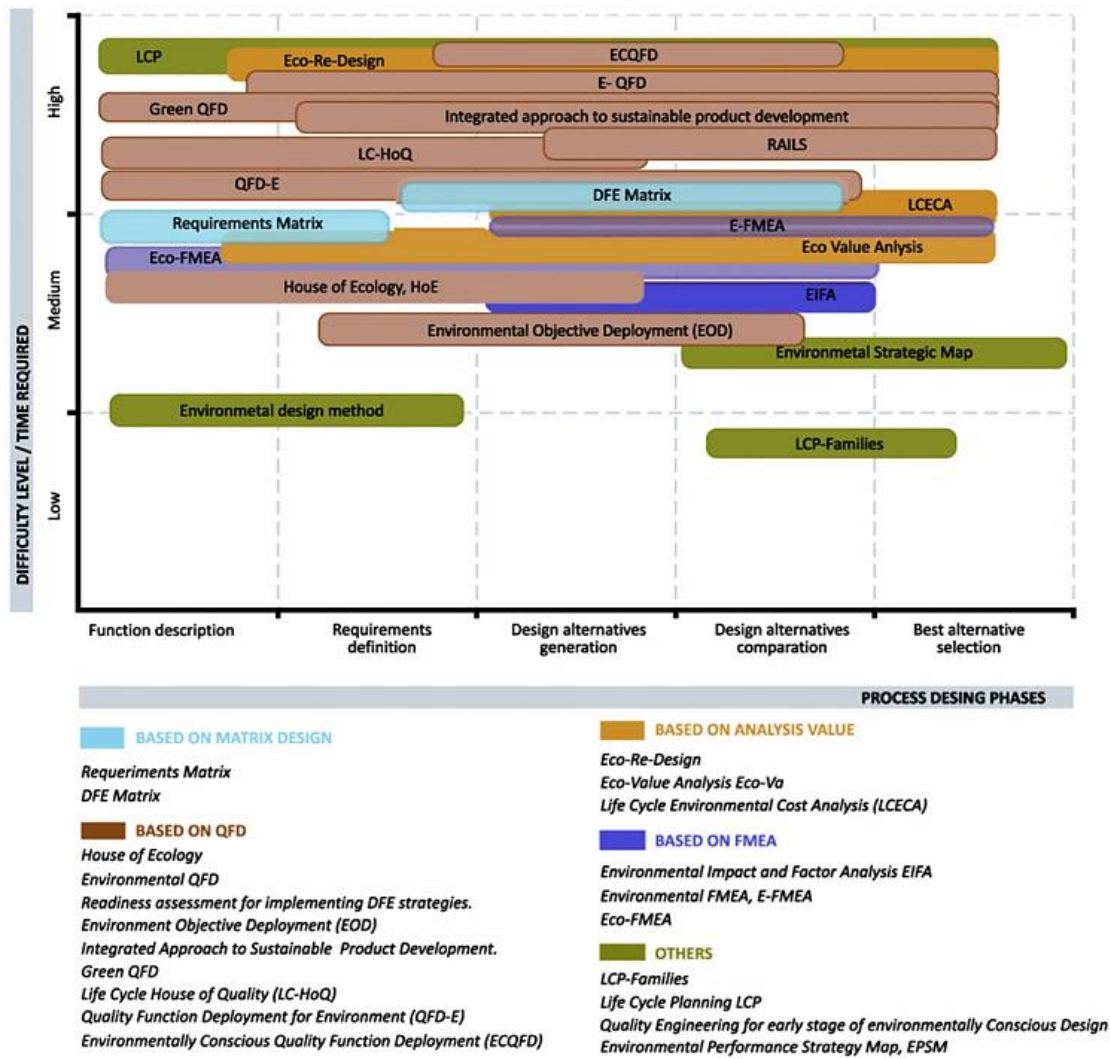 DIFFICULTY LEVEL / TIME REQUIRED
High
Medium
Low
LCP
Eco-Re-Design
ECQFD
E- QFD
Green QFD
Integrated approach to sustainable product development
RAILS
LC-HoQ
QFD-E
DFE Matrix
LCECA
Requirements Matrix
E-FMEA
Eco Value Anlysis
Eco-FMEA
House of Ecology, HoE
EIFA
Environmental Objective Deployment (EOD)
Environmetal Strategic Map
Environmetal design method
LCP-Families
Function description
Requirements
definition
Design alternatives
generation
Design alternatives
comparation
Best alternative
selection
PROCESS DESING PHASES
BASED ON MATRIX DESIGN
Requeriments Matrix
DFE Matrix
BASED ON QFD
House of Ecology
Environmental QFD
Readiness assessment for implementing DFE strategies.
Environment Objective Deployment (EOD)
Integrated Approach to Sustainable Product Development.
Green QFD
Life Cycle House of Quality (LC-HoQ)
Quality Function Deployment for Environment (QFD-E)
Environmentally Conscious Quality Function Deployment (ECQFD)
BASED ON ANALYSIS VALUE
Eco-Re-Design
Eco-Value Analysis Eco-Va
Life Cycle Environmental Cost Analysis (LCECA)
BASED ON FMEA
Environmental Impact and Factor Analysis EIFA
Environmental FMEA, E-FMEA
Eco-FMEA
OTHERS
LCP-Families
Life Cycle Planning LCP
Quality Engineering for early stage of environmentally Conscious Design
Environmental Performance Strategy Map, EPSM